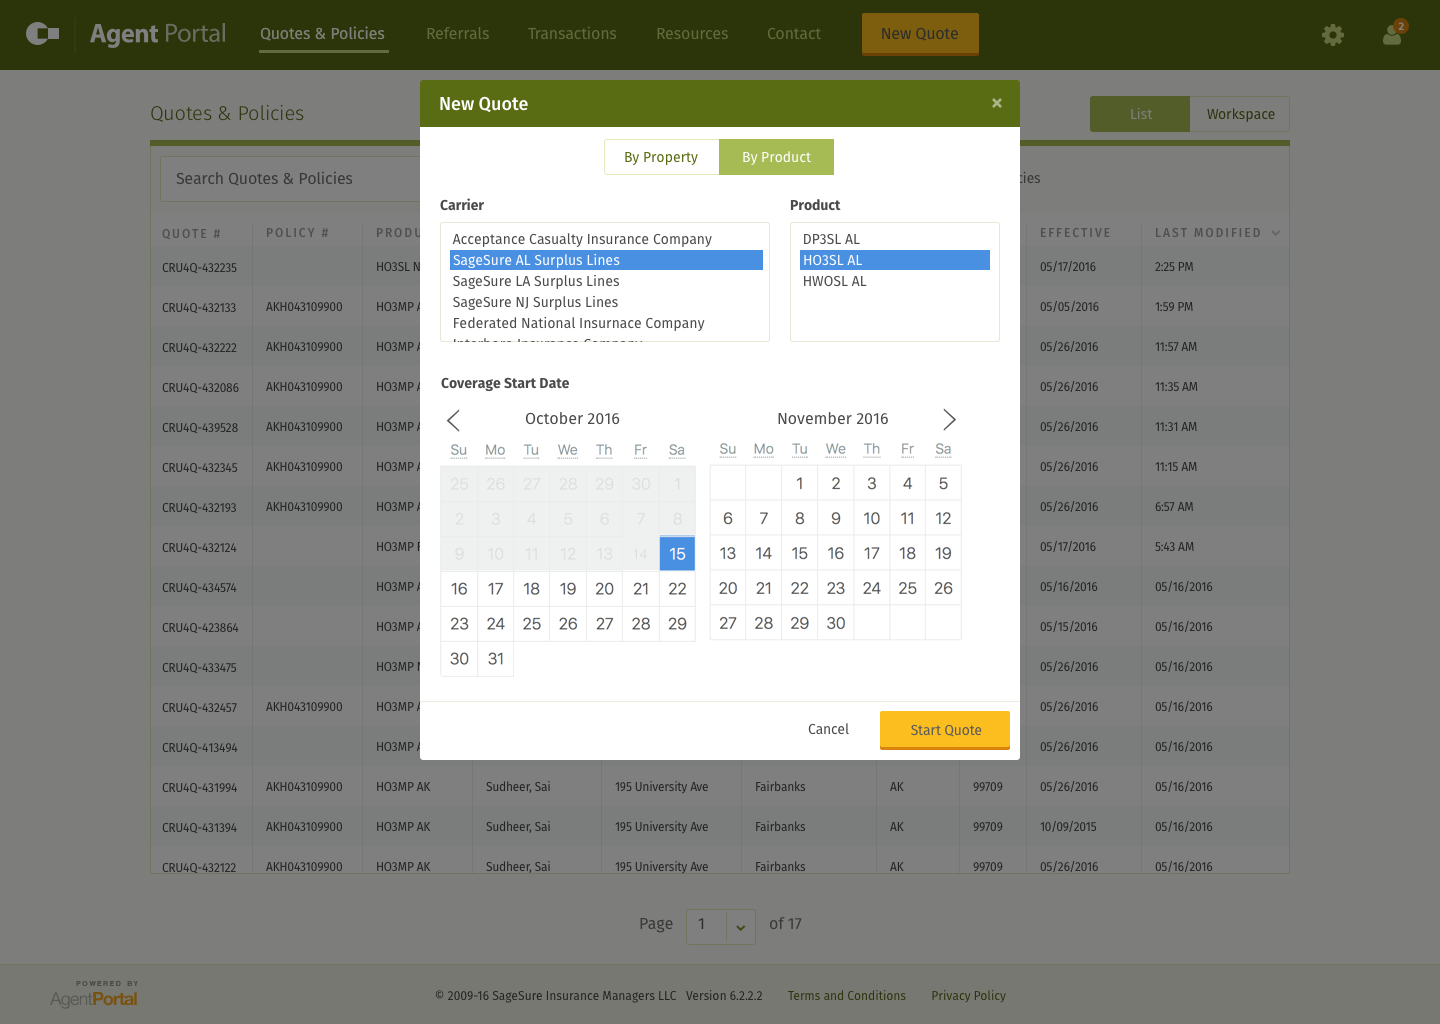 Agent Portal
Quotes & Policies
Referrals
Transactions
Resources
Contact
New Quote
2
Quotes & Policies
List
Workspace
Search Quotes & Policies
New Quote
×
By Property
By Product
Carrier
Acceptance Casualty Insurance Company
SageSure AL Surplus Lines
SageSure LA Surplus Lines
SageSure NJ Surplus Lines
Federated National Insurnace Company
Interboro Insurance Company
Product
DP3SL AL
HO3SL AL
HWOSL AL
Coverage Start Date
October 2016
Su Mo Tu We Th Fr Sa
25 26 27 28 29 30 1
2 3 4 5 6 7 8
9 10 11 12 13 14 15
16 17 18 19 20 21 22
23 24 25 26 27 28 29
30 31
November 2016
Su Mo Tu We Th Fr Sa
1 2 3 4 5
6 7 8 9 10 11 12
13 14 15 16 17 18 19
20 21 22 23 24 25 26
27 28 29 30
Cancel
Start Quote
QUOTE # POLICY # PRODU EFFECTIVE LAST MODIFIED
CRU4Q-432235 HO3SL N 05/17/2016 2:25 PM
CRU4Q-432133 AKH043109900 HO3MP A 05/05/2016 1:59 PM
CRU4Q-432222 AKH043109900 HO3MP A 05/26/2016 11:57 AM
CRU4Q-432086 AKH043109900 HO3MP A 05/26/2016 11:35 AM
CRU4Q-439528 AKH043109900 HO3MP A 05/26/2016 11:31 AM
CRU4Q-432345 AKH043109900 HO3MP A 05/26/2016 11:15 AM
CRU4Q-432193 AKH043109900 HO3MP A 05/26/2016 6:57 AM
CRU4Q-432124 HO3MP 05/17/2016 5:43 AM
CRU4Q-434574 HO3MP A 05/16/2016 05/16/2016
CRU4Q-423864 HO3MP A 05/15/2016 05/16/2016
CRU4Q-433475 HO3MP 05/26/2016 05/16/2016
CRU4Q-432457 AKH043109900 HO3MP A 05/26/2016 05/16/2016
CRU4Q-413494 HO3MP A 05/26/2016 05/16/2016
CRU4Q-431994 AKH043109900 HO3MP AK Sudheer, Sai 195 University Ave Fairbanks AK 99709 05/26/2016 05/16/2016
CRU4Q-431394 AKH043109900 HO3MP AK Sudheer, Sai 195 University Ave Fairbanks AK 99709 10/09/2015 05/16/2016
CRU4Q-432122 AKH043109900 HO3MP AK Sudheer, Sai 195 University Ave Fairbanks AK 99709 05/26/2016 05/16/2016
Page 1 of 17
POWERED BY
AgentPortal
© 2009-16 SageSure Insurance Managers LLC Version 6.2.2.2 Terms and Conditions Privacy Policy